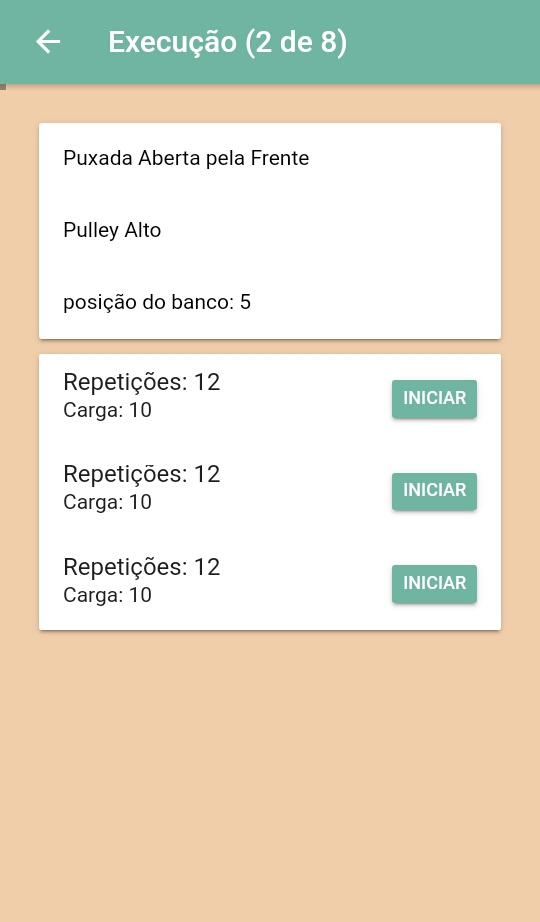 Execução (2 de 8)
Puxada Aberta pela Frente
Pulley Alto
posição do banco: 5
Repetições: 12
Carga: 10
INICIAR
Repetições: 12
Carga: 10
INICIAR
Repetições: 12
Carga: 10
INICIAR